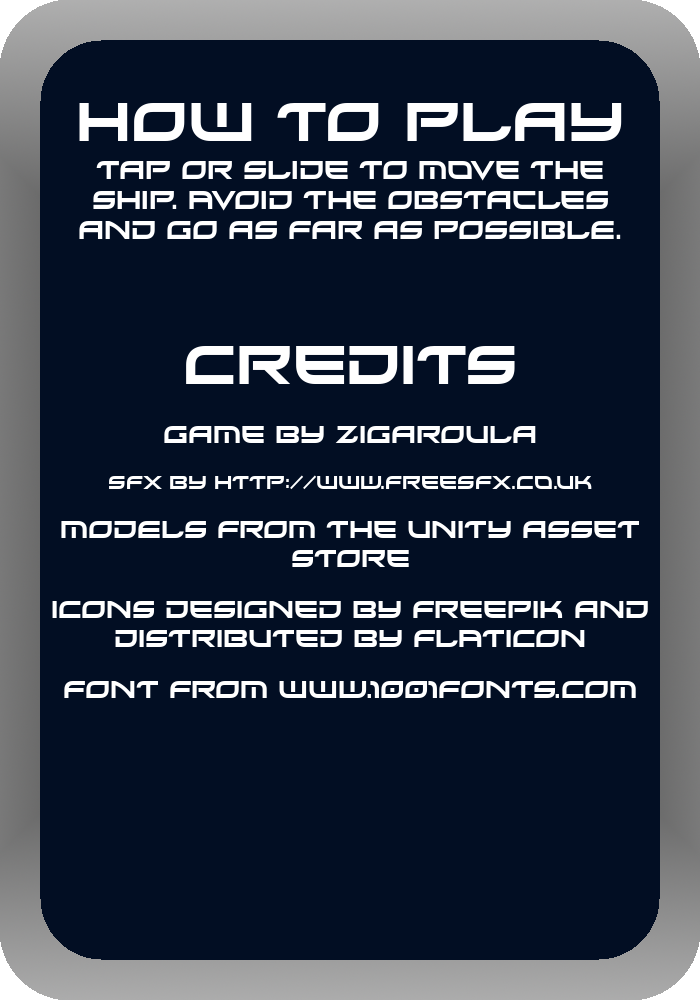 HOW TO PLAY
TAP OR SLIDE TO MOVE THE
SHIP. AVOID THE OBSTACLES
AND GO AS FAR AS POSSIBLE.
CREDITS
GAME BY ZIGAROULA
SFX BY HTTP://WWW.FREESFX.CO.UK
MODELS FROM THE UNITY ASSET
STORE
ICONS DESIGNED BY FREEPIK AND
DISTRIBUTED BY FLATICON
FONT FROM WWW.1001FONTS.COM